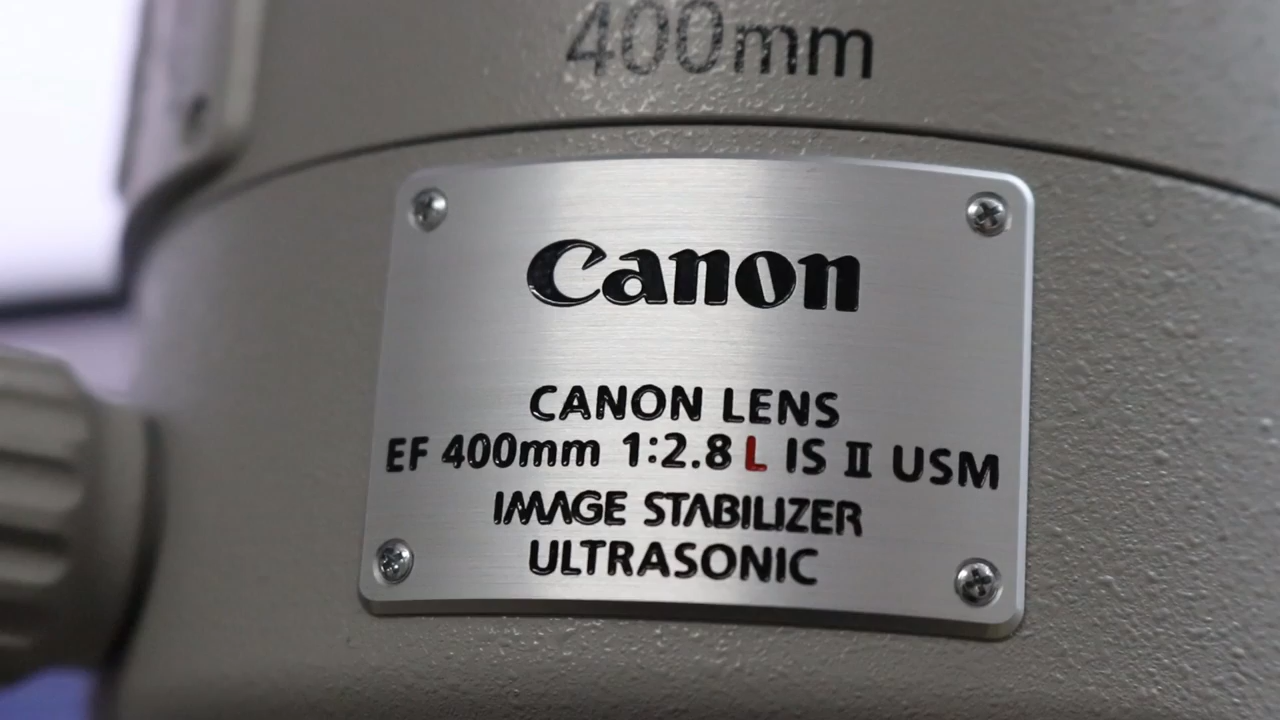 400mm
Canon
CANON LENS
EF 400mm 1:2.8 L IS II USM
IMAGE STABILIZER
ULTRASONIC